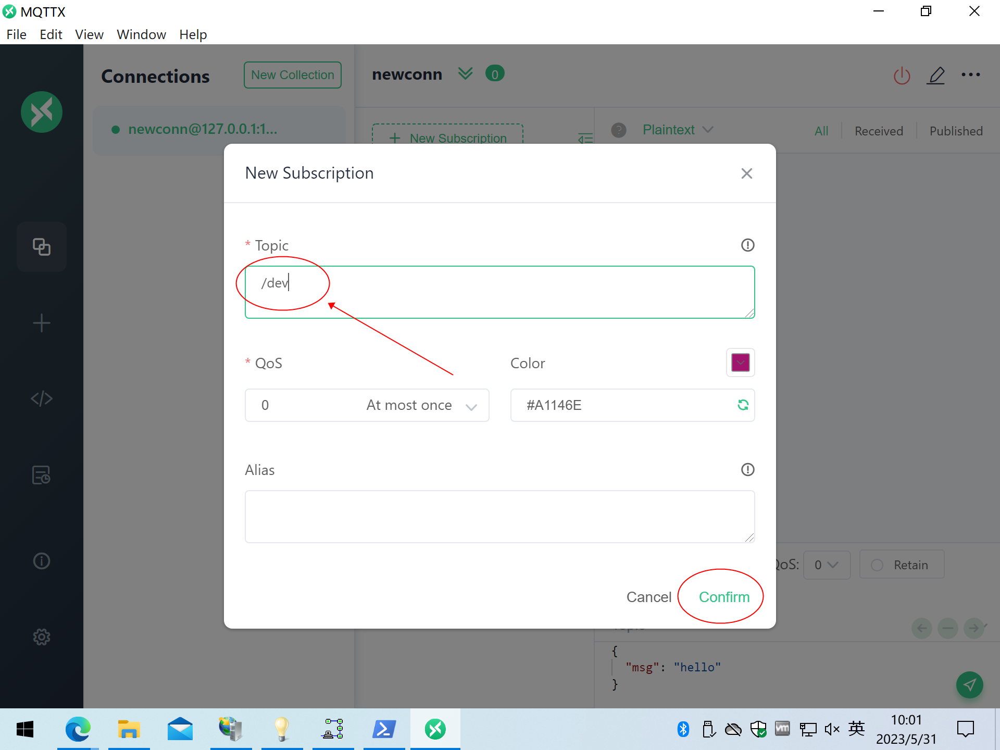 MQTTX
File Edit View Window Help
Connections
New Collection
newconn
0
newconn@127.0.0.1:1...
New Subscription
Plaintext
All
Received
Published
New Subscription
* Topic
/dev
* QoS
Color
0 At most once
#A1146E
Alias
QoS:
0
Retain
Cancel
Confirm
{
"msg": "hello"
}
英
10:01
2023/5/31